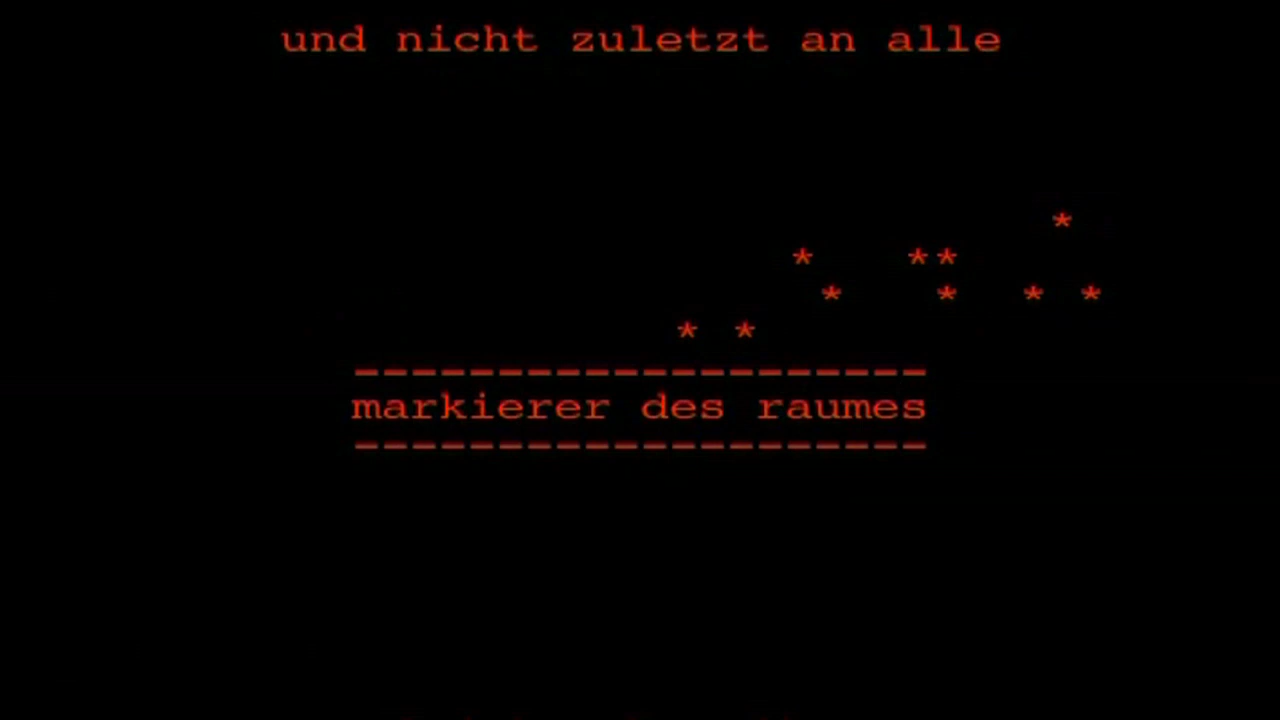 und nicht zuletzt an alle
*
* **
* * * *
* *
--------------------
markierer des raumes
--------------------